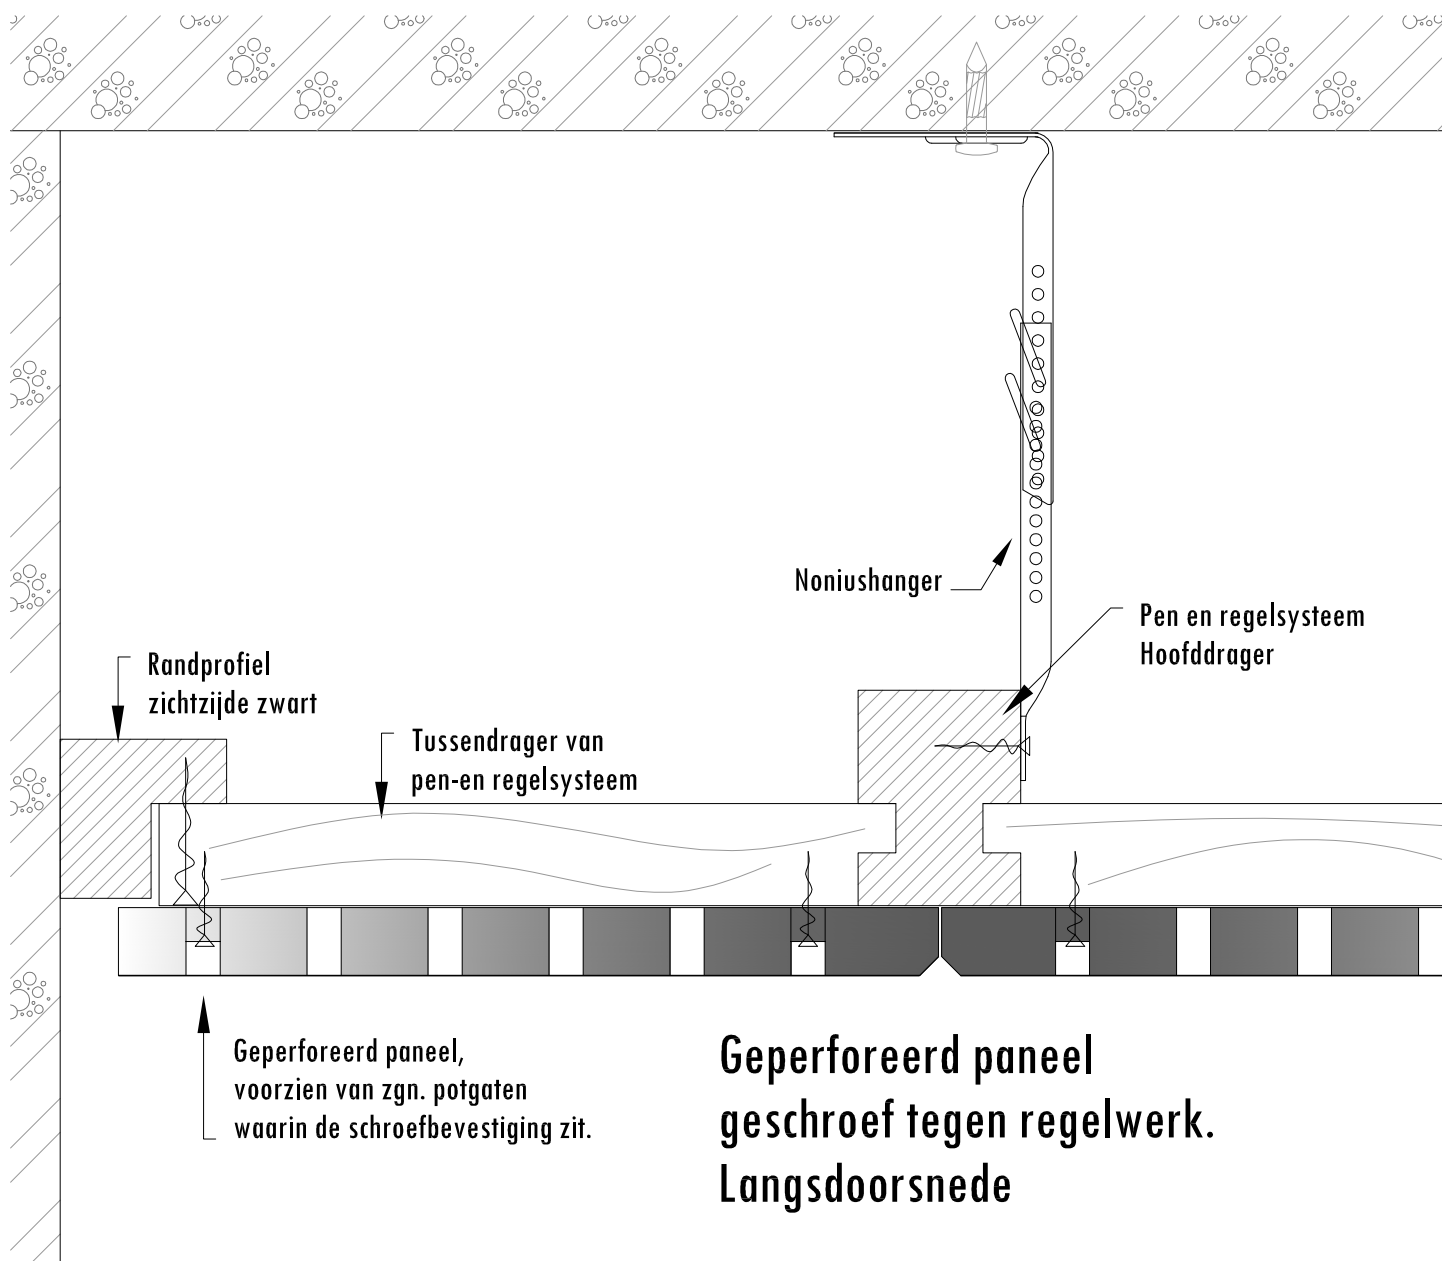 Noniushanger
Pen en regelsysteem
Hoofddrager
Randprofiel
zichtzijde zwart
Tussendrager van
pen-en regelsysteem
Geperforeerd paneel,
voorzien van zgn. potgaten
waarin de schroefbevestiging zit.
Geperforeerd paneel
geschroef tegen regelwerk.
Langsdoorsnede